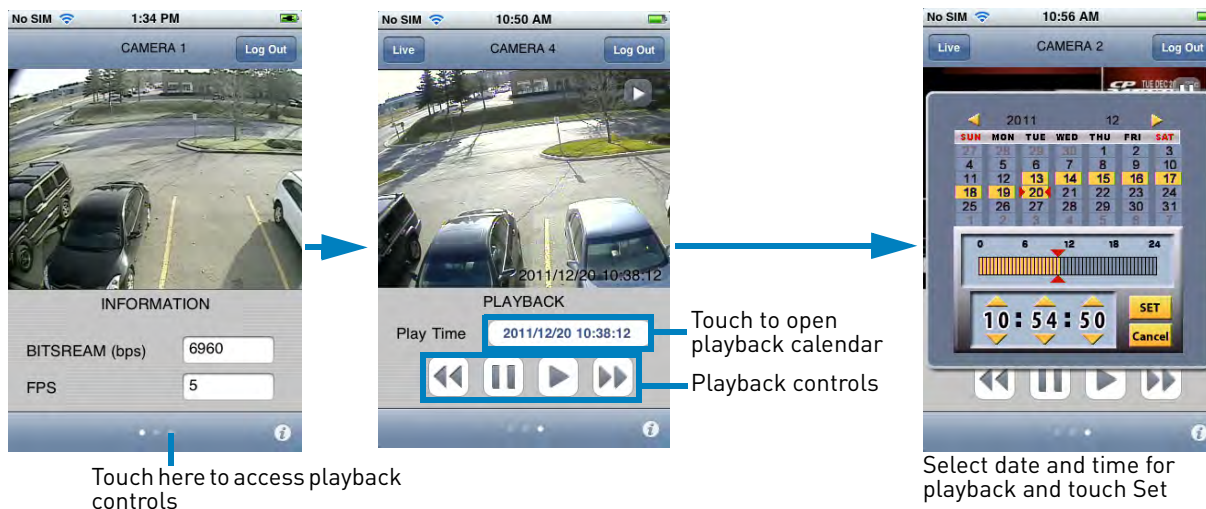 No SIM 1:34 PM
CAMERA 1 Log Out
INFORMATION
BITSREAM (bps) 6960
FPS 5
Touch here to access playback
controls
No SIM 10:50 AM
Live CAMERA 4 Log Out
2011/12/20 10:38:12
PLAYBACK
Play Time 2011/12/20 10:38:12
Touch to open
playback calendar
Playback controls
No SIM 10:56 AM
Live CAMERA 2 Log Out
CP TUE DEC 2
2011 12
SUN MON TUE WED THU FRI SAT
27 28 29 30 1 2 3
4 5 6 7 8 9 10
11 12 13 14 15 16 17
18 19 20 21 22 23 24
25 26 27 28 29 30 31
1 2 3 4 5 6 7
0 6 12 18 24
10:54:50
SET
Cancel
Select date and time for
playback and touch Set